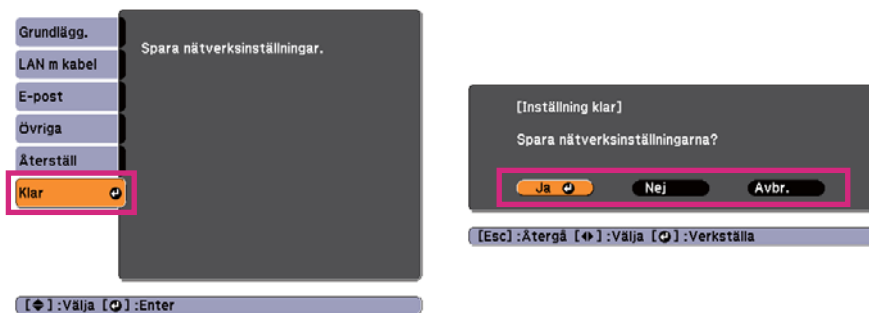 Grundlägg.
LAN m kabel
E-post
Övriga
Återställ
Klar
Spara nätverksinställningar.
[ ]:Välja [ ]:Enter
[Inställning klar]
Spara nätverksinställningarna?
Ja Nej Avbr.
[Esc] :Återgå [ ] :Välja [ ] :Verkställa